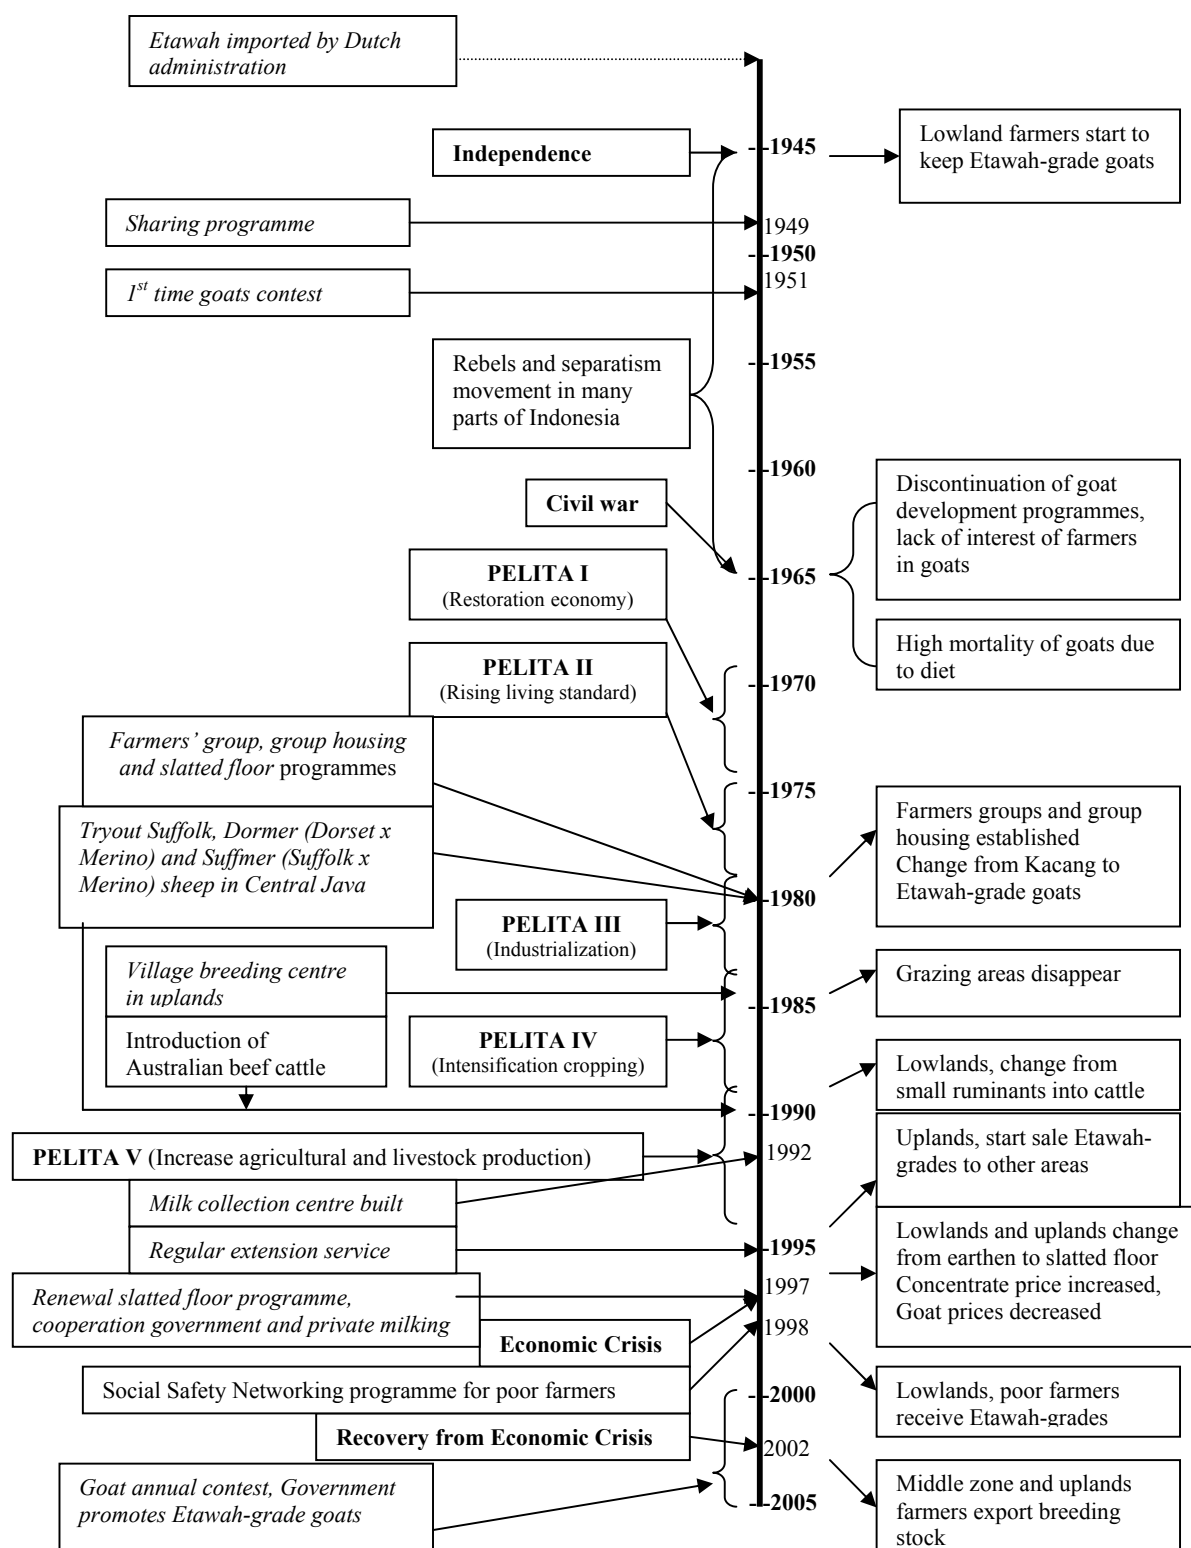 Etawah imported by Dutch
administration
Independence
--1945
Lowland farmers start to
keep Etawah-grade goats
Sharing programme
1949
--1950
1st time goats contest
1951
Rebels and separatism
movement in many
parts of Indonesia
--1955
--1960
Civil war
Discontinuation of goat
development programmes,
lack of interest of farmers
in goats
--1965
PELITA I
(Restoration economy)
High mortality of goats due
to diet
PELITA II
(Rising living standard)
--1970
Farmers’ group, group housing
and slatted floor programmes
--1975
Tryout Suffolk, Dormer (Dorset x
Merino) and Suffmer (Suffolk x
Merino) sheep in Central Java
Farmers groups and group
housing established
Change from Kacang to
Etawah-grade goats
--1980
PELITA III
(Industrialization)
Village breeding centre
in uplands
Grazing areas disappear
--1985
Introduction of
Australian beef cattle
PELITA IV
(Intensification cropping)
Lowlands, change from
small ruminants into cattle
--1990
PELITA V (Increase agricultural and livestock production)
1992
Uplands, start sale Etawah-
grades to other areas
Milk collection centre built
Regular extension service
--1995
Lowlands and uplands change
from earthen to slatted floor
Concentrate price increased,
Goat prices decreased
Renewal slatted floor programme,
cooperation government and private milking
1997
Economic Crisis
1998
Social Safety Networking programme for poor farmers
--2000
Lowlands, poor farmers
receive Etawah-grades
Recovery from Economic Crisis
2002
Goat annual contest, Government
promotes Etawah-grade goats
--2005
Middle zone and uplands
farmers export breeding
stock